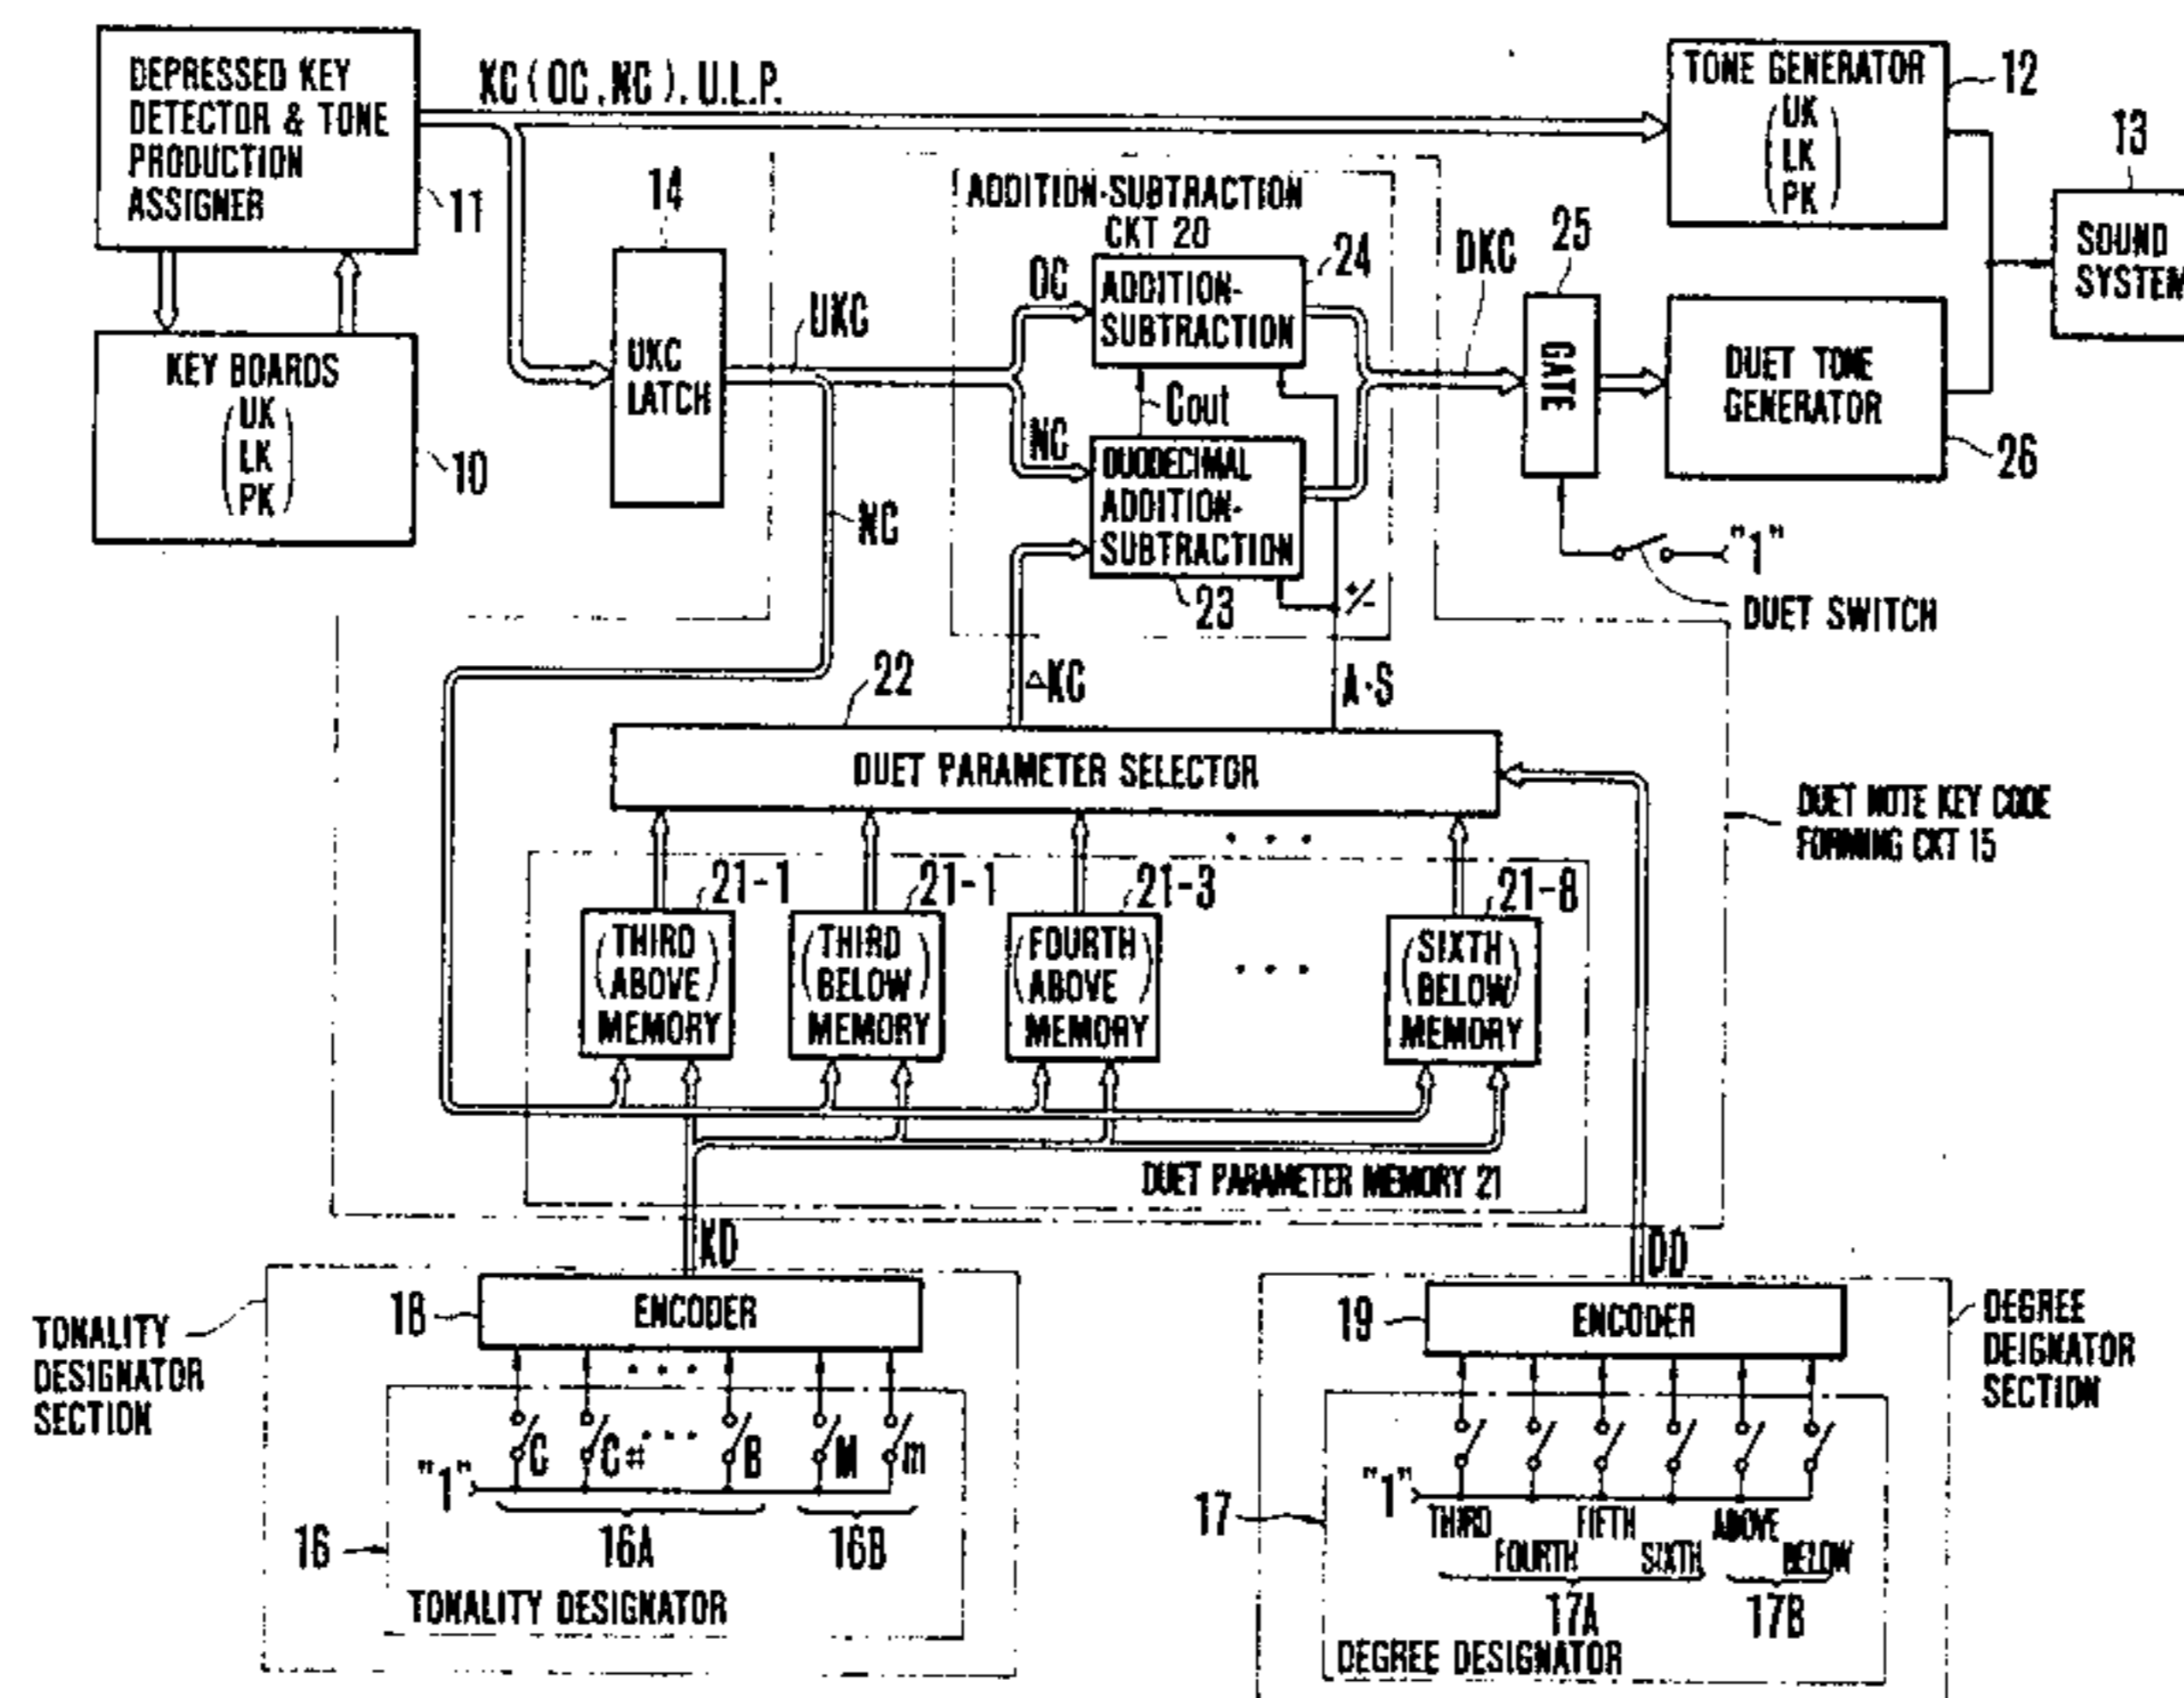 DEPRESSED KEY
DETECTOR & TONE
PRODUCTION
ASSIGNER
11
KC (OC, NC), U.L.P.
TONE GENERATOR
UK
LK
PK
12
13
SOUND
SYSTEM
KEY BOARDS
UK
LK
PK
10
14
UKC
LATCH
UKC
NC
ADDITION-SUBTRACTION
CKT 20
OC
ADDITION-
SUBTRACTION
24
Cout
NC
DUODECIMAL
ADDITION-
SUBTRACTION
23
+/-
DKC
25
GATE
DUET TONE
GENERATOR
26
"1"
DUET SWITCH
ΔKC
A·S
22
DUET PARAMETER SELECTOR
DUET NOTE KEY CODE
FORMING CKT 15
21-1
21-1
21-3
21-8
THIRD
ABOVE
MEMORY
THIRD
BELOW
MEMORY
FOURTH
ABOVE
MEMORY
SIXTH
BELOW
MEMORY
DUET PARAMETER MEMORY 21
KD
DD
TONALITY
DESIGNATOR
SECTION
18
ENCODER
C
C#
B
M
m
"1"
16
16A
16B
TONALITY DESIGNATOR
19
ENCODER
DEGREE
DEIGNATOR
SECTION
17
"1"
THIRD
FOURTH
FIFTH
SIXTH
ABOVE
BELOW
17A
17B
DEGREE DESIGNATOR